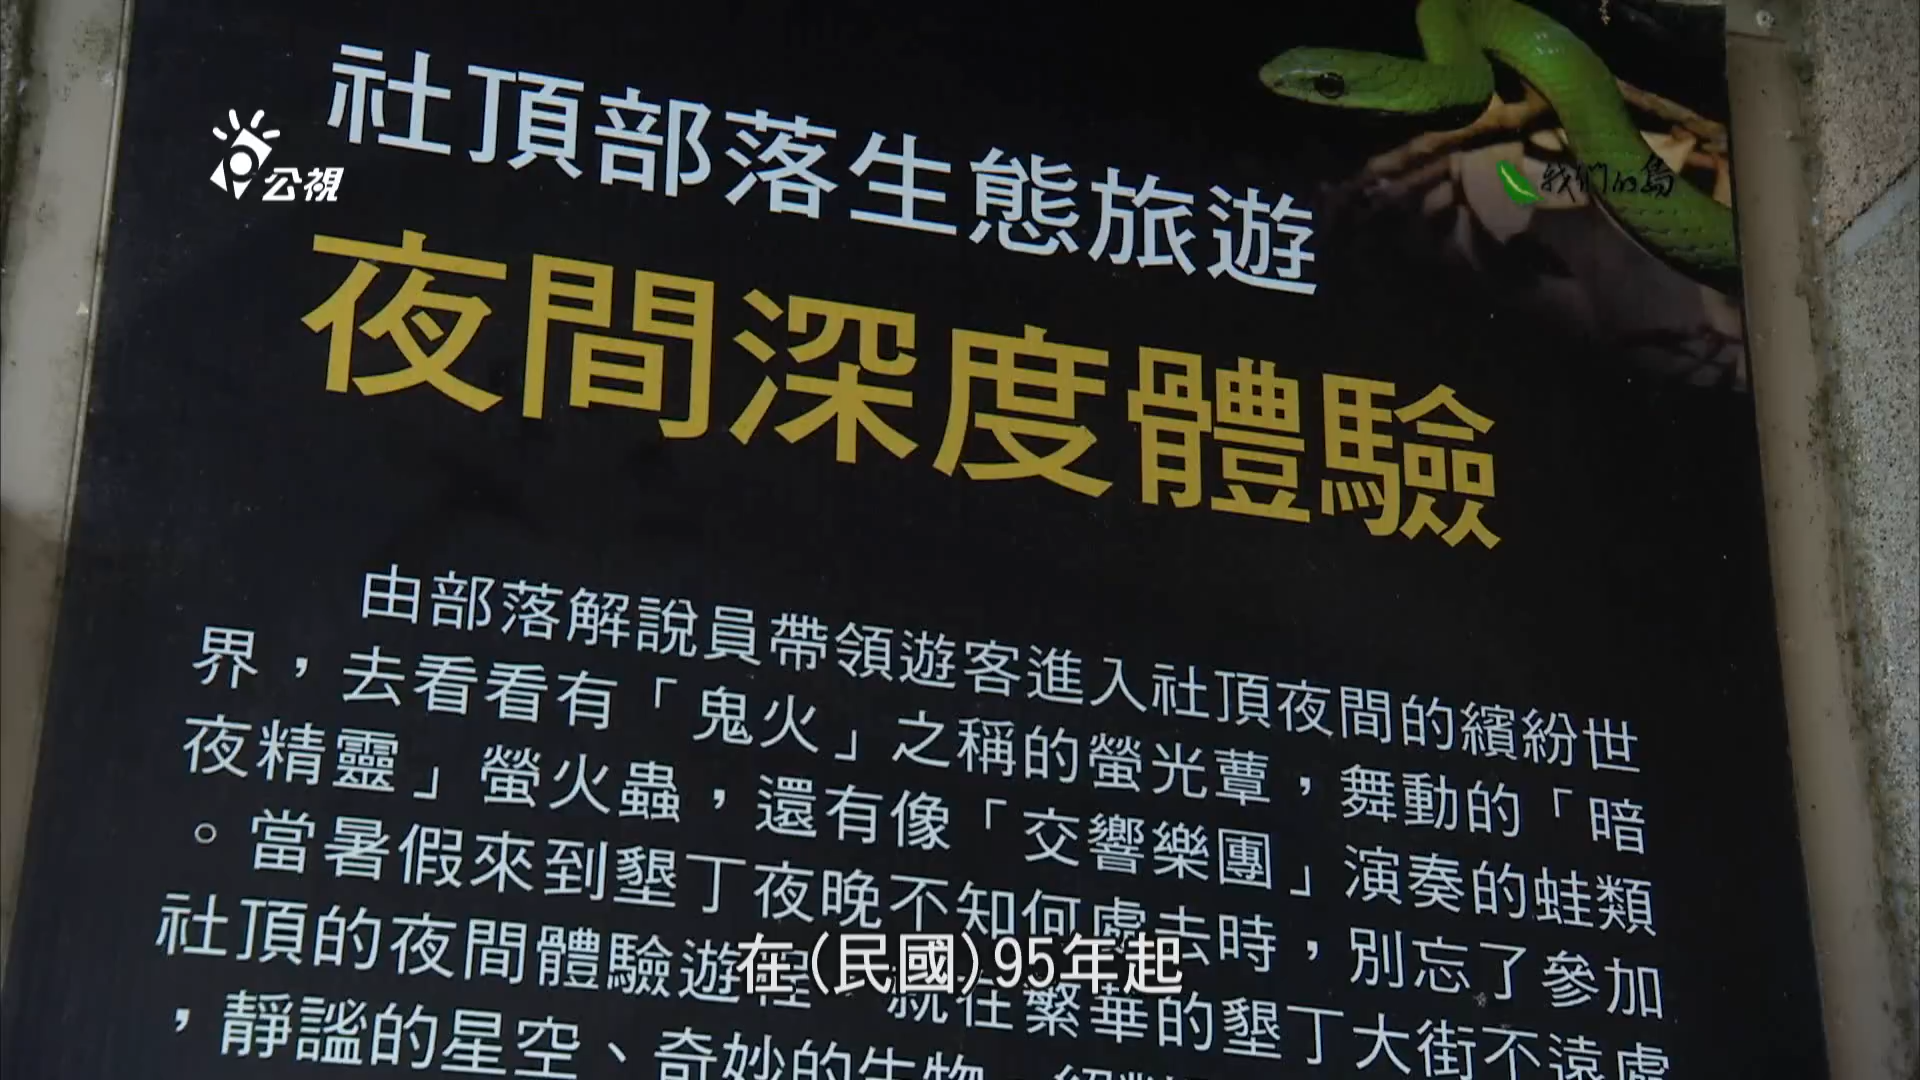 社頂部落生態旅遊
公視
我們的島
夜間深度體驗
由部落解說員帶領遊客進入社頂夜間的繽紛世
界，去看看有「鬼火」之稱的螢光蕈，舞動的「暗
夜精靈」螢火蟲，還有像「交響樂團」演奏的蛙類
。當暑假來到墾丁夜晚不知何處去時，別忘了參加
社頂的夜間體驗遊程，就在繁華的墾丁大街不遠處
，靜謐的星空、奇妙的生物
在(民國)95年起